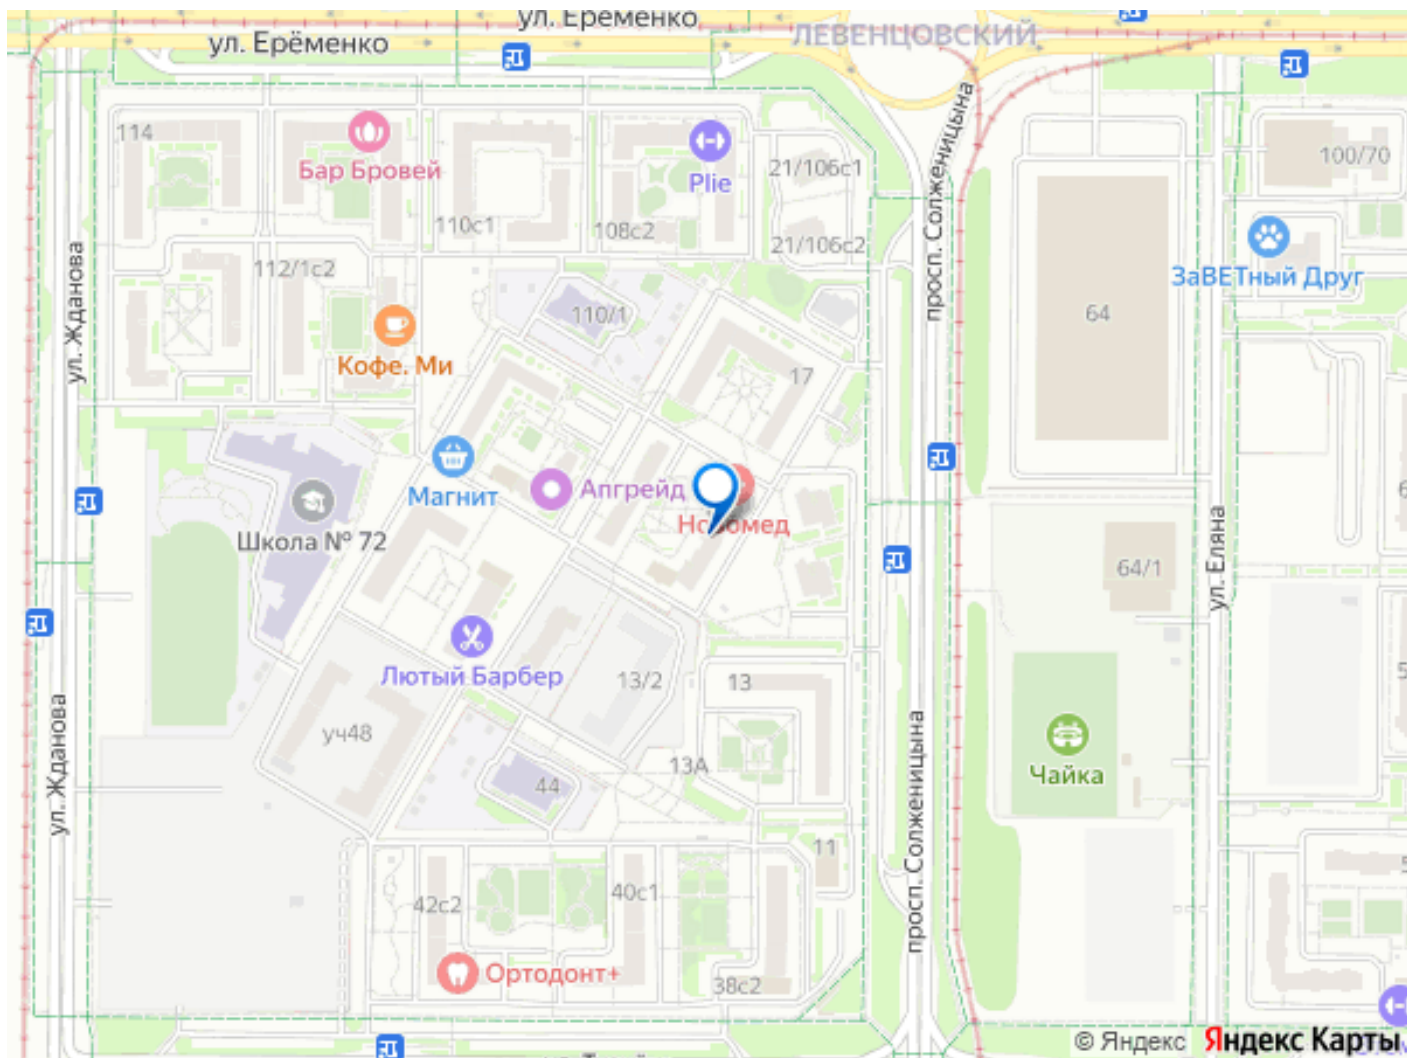 ул. Еременко
ул. Ерёменко
ЛЕВЕНЦОВСКИЙ
114
Бар Бровей
Plie
21/106с1
100/70
110с1
108с2
21/106с2
просп. Солженицына
ул. Жданова
112/1с2
ЗаВЕТный Друг
110/1
64
Кофе. Ми
17
Магнит
Апгрейд
Новомед
Школа № 72
64/1
ул. Еляна
Лютый Барбер
13/2
13
уч48
13А
44
Чайка
ул. Жданова
просп. Солженицына
11
42с2
40с1
Ортодонт+
38с2
© Яндекс Яндекс Карты